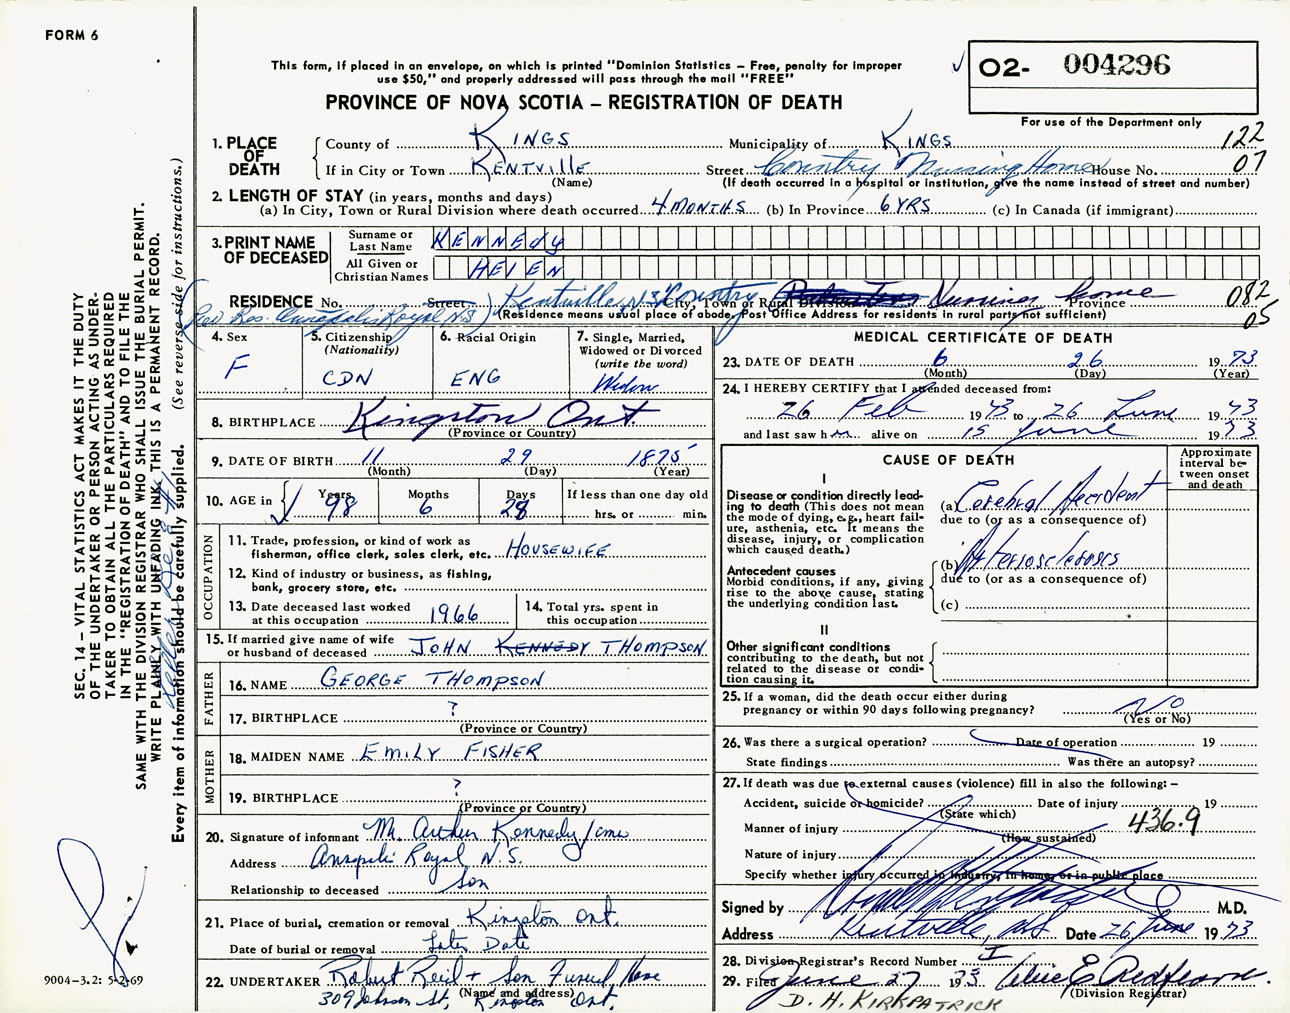 FORM 6
This form, if placed in an envelope, on which is printed "Dominion Statistics – Free, penalty for improper
use $50," and properly addressed will pass through the mail "FREE"
PROVINCE OF NOVA SCOTIA – REGISTRATION OF DEATH
✓ O2- 004296
For use of the Department only
1. PLACE OF DEATH
County of KINGS Municipality of KINGS 122
If in City or Town KENTVILLE Street Country Nursing Home House No. 07
(Name) (If death occurred in a hospital or institution, give the name instead of street and number)
2. LENGTH OF STAY (in years, months and days)
(a) In City, Town or Rural Division where death occurred 4 MONTHS (b) In Province 6 YRS (c) In Canada (if immigrant)
3. PRINT NAME OF DECEASED
Surname or Last Name KENNEDY
All Given or Christian Names HELEN
RESIDENCE No. Street Kentville, NS Country City, Town or Rural Division Nursing home Province 082
Res. Annapolis Royal N.S.) (Residence means usual place of abode, Post Office Address for residents in rural parts not sufficient) 05
4. Sex F
5. Citizenship (Nationality) CDN
6. Racial Origin ENG
7. Single, Married, Widowed or Divorced (write the word) Widow
8. BIRTHPLACE Kingston Ont.
(Province or Country)
9. DATE OF BIRTH 11 29 1875
(Month) (Day) (Year)
10. AGE in ✓ Years 98 Months 6 Days 28 If less than one day old
hrs. or min.
OCCUPATION
11. Trade, profession, or kind of work as
fisherman, office clerk, sales clerk, etc. HOUSEWIFE
12. Kind of industry or business, as fishing,
bank, grocery store, etc.
13. Date deceased last worked
at this occupation 1966
14. Total yrs. spent in
this occupation
15. If married give name of wife
or husband of deceased JOHN KENNEDY THOMPSON
FATHER
16. NAME GEORGE THOMPSON
17. BIRTHPLACE ?
(Province or Country)
MOTHER
18. MAIDEN NAME EMILY FISHER
19. BIRTHPLACE ?
(Province or Country)
20. Signature of informant Mr. Arthur Kennedy
Address Annapolis Royal N.S.
Relationship to deceased Son
21. Place of burial, cremation or removal Kingston Ont.
Date of burial or removal Later Date
22. UNDERTAKER Robert Reid + Son Funeral Home
(Name and address)
309 Johnson St, Kingston Ont.
MEDICAL CERTIFICATE OF DEATH
23. DATE OF DEATH 6 26 1973
(Month) (Day) (Year)
24. I HEREBY CERTIFY that I attended deceased from:
26 Feb 1973 to 26 June 1973
and last saw h alive on 15 June 1973
CAUSE OF DEATH
Approximate interval between onset and death
I
Disease or condition directly lead-
ing to death (This does not mean
the mode of dying, e.g., heart fail-
ure, asthenia, etc. It means the
disease, injury, or complication
which caused death.)
(a) Cerebral Accident
due to (or as a consequence of)
Antecedent causes
Morbid conditions, if any, giving
rise to the above cause, stating
the underlying condition last.
(b) Arteriosclerosis
due to (or as a consequence of)
(c)
II
Other significant conditions
contributing to the death, but not
related to the disease or condi-
tion causing it.
25. If a woman, did the death occur either during
pregnancy or within 90 days following pregnancy? No
(Yes or No)
26. Was there a surgical operation? Date of operation 19
State findings Was there an autopsy?
27. If death was due to external causes (violence) fill in also the following: –
Accident, suicide or homicide? Date of injury 19
(State which)
Manner of injury 436.9
(How sustained)
Nature of injury
Specify whether injury occurred in industry, in home, or in public place
Signed by M.D.
Address Kentville, NS Date 26 June 1973
28. Division Registrar's Record Number I
29. Filed June 27 1973 E Redfearn
(Division Registrar)
D. H. KIRKPATRICK
SEC. 14 – VITAL STATISTICS ACT MAKES IT THE DUTY
OF THE UNDERTAKER OR PERSON ACTING AS UNDER-
TAKER TO OBTAIN ALL THE PARTICULARS REQUIRED
IN THE "REGISTRATION OF DEATH" AND TO FILE THE
SAME WITH THE DIVISION REGISTRAR WHO SHALL ISSUE THE BURIAL PERMIT.
WRITE PLAINLY WITH UNFADING INK, THIS IS A PERMANENT RECORD.
Every item of information should be carefully supplied. (See reverse side for instructions.)
9004-3.2: 5-2-69